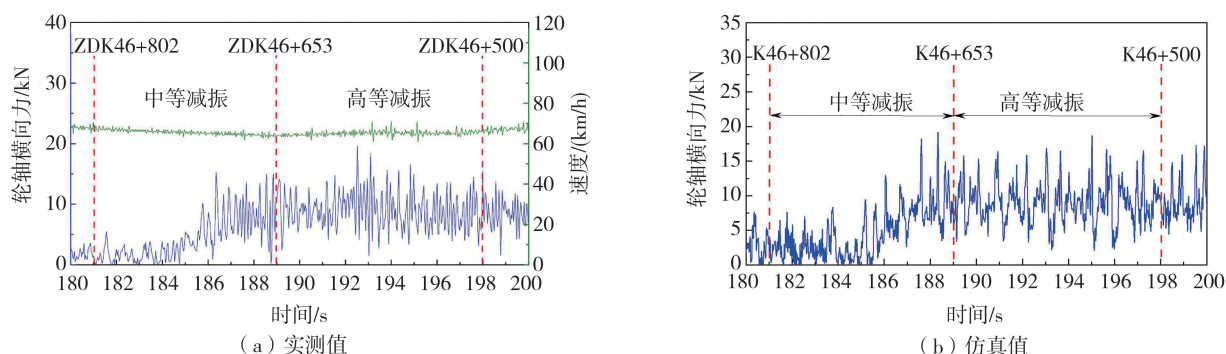 40
30
20
10
0
轮轴横向力/kN
ZDK46+802
ZDK46+653
ZDK46+500
中等减振
高等减振
120
100
80
60
40
20
0
速度/(km/h)
180 182 184 186 188 190 192 194 196 198 200
时间/s
(a)实测值
35
30
25
20
15
10
5
0
轮轴横向力/kN
K46+802
K46+653
K46+500
中等减振
高等减振
180 182 184 186 188 190 192 194 196 198 200
时间/s
(b)仿真值